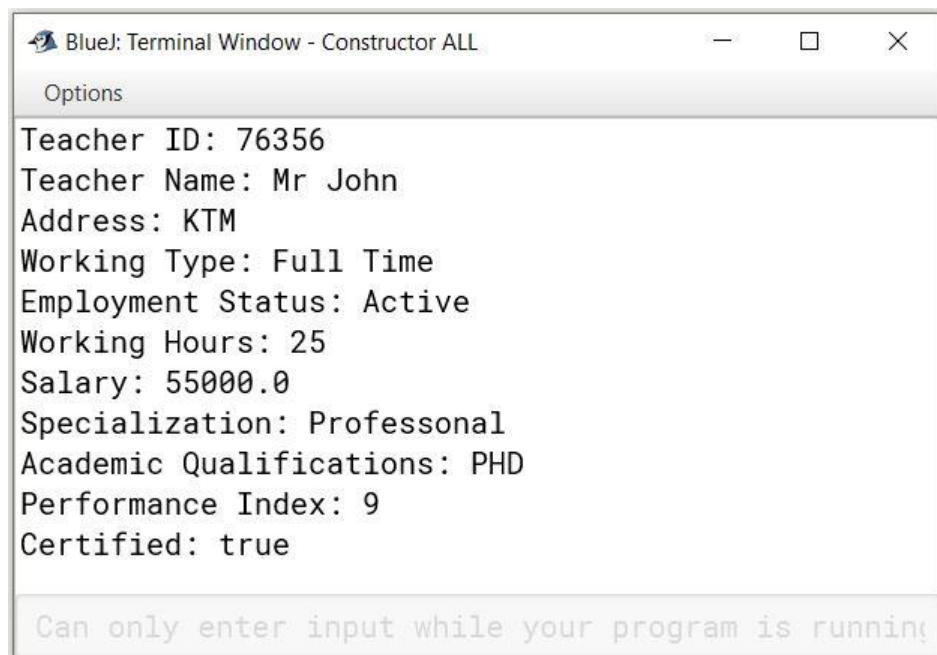 BlueJ: Terminal Window - Constructor ALL
Options
Teacher ID: 76356
Teacher Name: Mr John
Address: KTM
Working Type: Full Time
Employment Status: Active
Working Hours: 25
Salary: 55000.0
Specialization: Professonal
Academic Qualifications: PHD
Performance Index: 9
Certified: true
Can only enter input while your program is running